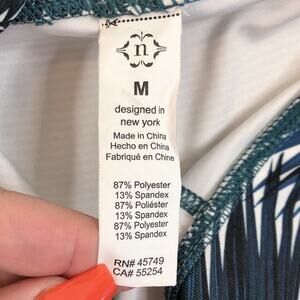 n
M
designed in
new york
Made in China
Hecho en China
Fabriqué en Chine
87% Polyester
13% Spandex
87% Poliéster
13% Spandex
87% Polyester
13% Spandex
RN# 45749
CA# 55254